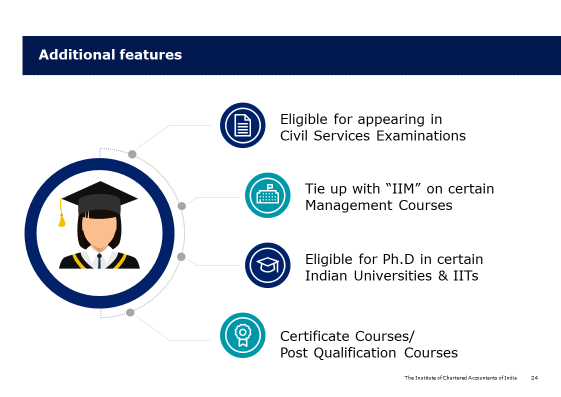 Additional features
Eligible for appearing in
Civil Services Examinations
Tie up with “IIM” on certain
Management Courses
Eligible for Ph.D in certain
Indian Universities & IITs
Certificate Courses/
Post Qualification Courses
The Institute of Chartered Accountants of India 24